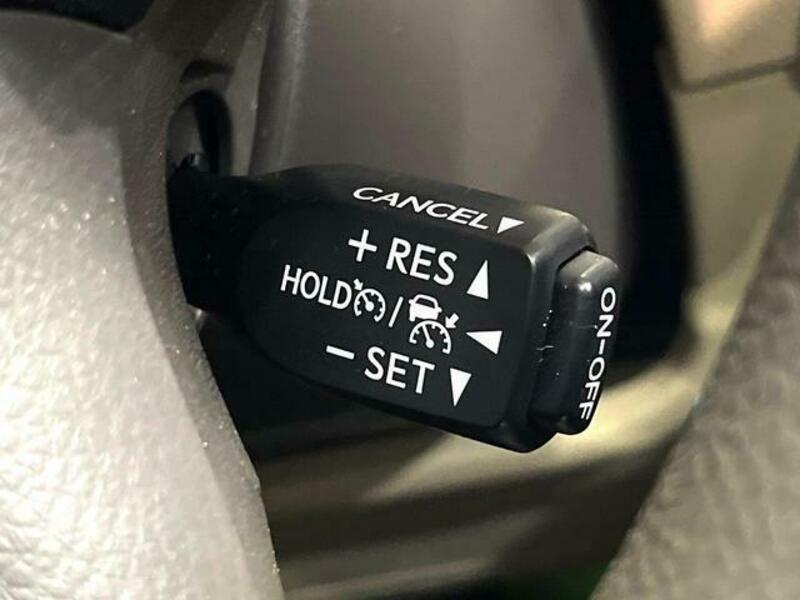 CANCEL▼
+ RES ▲
HOLD / ◀
− SET ▼
ON-OFF